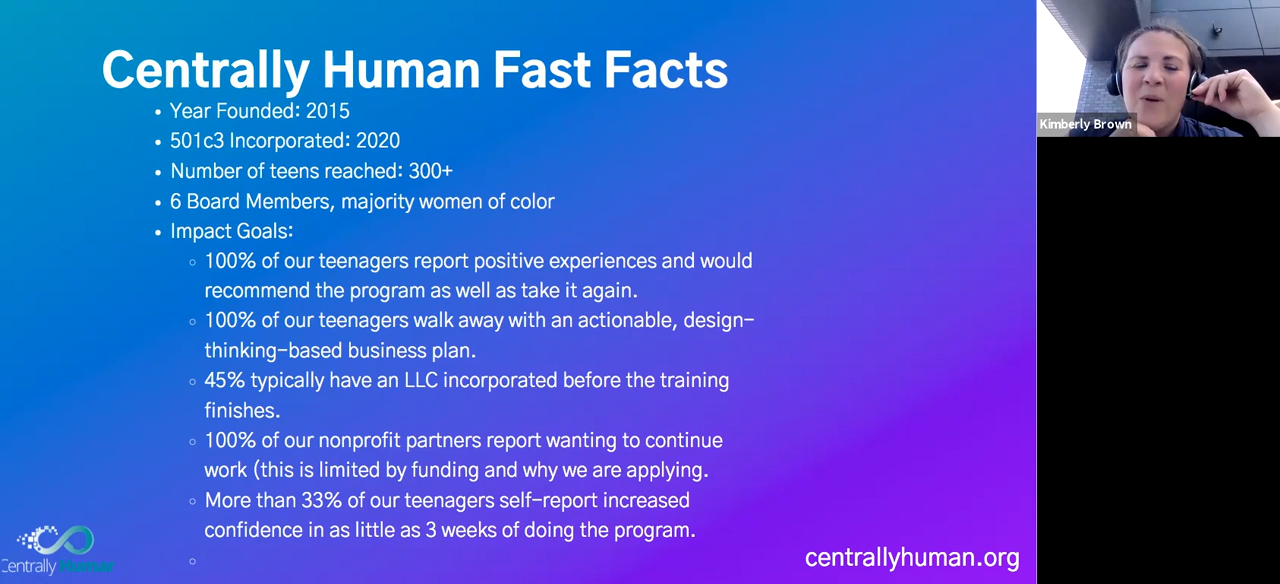 Centrally Human Fast Facts
• Year Founded: 2015
• 501c3 Incorporated: 2020
• Number of teens reached: 300+
• 6 Board Members, majority women of color
• Impact Goals:
◦ 100% of our teenagers report positive experiences and would
recommend the program as well as take it again.
◦ 100% of our teenagers walk away with an actionable, design-
thinking-based business plan.
◦ 45% typically have an LLC incorporated before the training
finishes.
◦ 100% of our nonprofit partners report wanting to continue
work (this is limited by funding and why we are applying.
◦ More than 33% of our teenagers self-report increased
confidence in as little as 3 weeks of doing the program.
◦
Centrally Human
centrallyhuman.org
Kimberly Brown